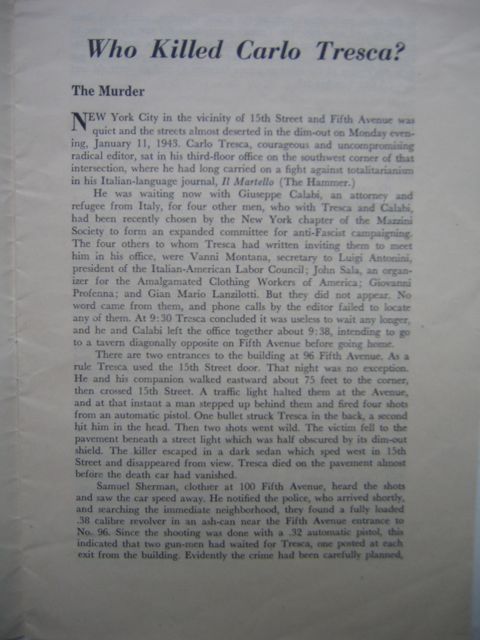 Who Killed Carlo Tresca?
The Murder
NEW York City in the vicinity of 15th Street and Fifth Avenue was
quiet and the streets almost deserted in the dim-out on Monday even-
ing, January 11, 1943. Carlo Tresca, courageous and uncompromising
radical editor, sat in his third-floor office on the southwest corner of that
intersection, where he had long carried on a fight against totalitarianism
in his Italian-language journal, Il Martello (The Hammer.)
He was waiting now with Giuseppe Calabi, an attorney and
refugee from Italy, for four other men, who with Tresca and Calabi,
had been recently chosen by the New York chapter of the Mazzini
Society to form an expanded committee for anti-Fascist campaigning.
The four others to whom Tresca had written inviting them to meet
him in his office, were Vanni Montana, secretary to Luigi Antonini,
president of the Italian-American Labor Council; John Sala, an organ-
izer for the Amalgamated Clothing Workers of America; Giovanni
Profenna; and Gian Mario Lanzilotti. But they did not appear. No
word came from them, and phone calls by the editor failed to locate
any of them. At 9:30 Tresca concluded it was useless to wait any longer,
and he and Calabi left the office together about 9:38, intending to go
to a tavern diagonally opposite on Fifth Avenue before going home.
There are two entrances to the building at 96 Fifth Avenue. As a
rule Tresca used the 15th Street door. That night was no exception.
He and his companion walked eastward about 75 feet to the corner,
then crossed 15th Street. A traffic light halted them at the Avenue,
and at that instant a man stepped up behind them and fired four shots
from an automatic pistol. One bullet struck Tresca in the back, a second
hit him in the head. Then two shots went wild. The victim fell to the
pavement beneath a street light which was half obscured by its dim-out
shield. The killer escaped in a dark sedan which sped west in 15th
Street and disappeared from view. Tresca died on the pavement almost
before the death car had vanished.
Samuel Sherman, clother at 100 Fifth Avenue, heard the shots
and saw the car speed away. He notified the police, who arrived shortly,
and searching the immediate neighborhood, they found a fully loaded
.38 calibre revolver in an ash-can near the Fifth Avenue entrance to
No. 96. Since the shooting was done with a .32 automatic pistol, this
indicated that two gun-men had waited for Tresca, one posted at each
exit from the building. Evidently the crime had been carefully planned,